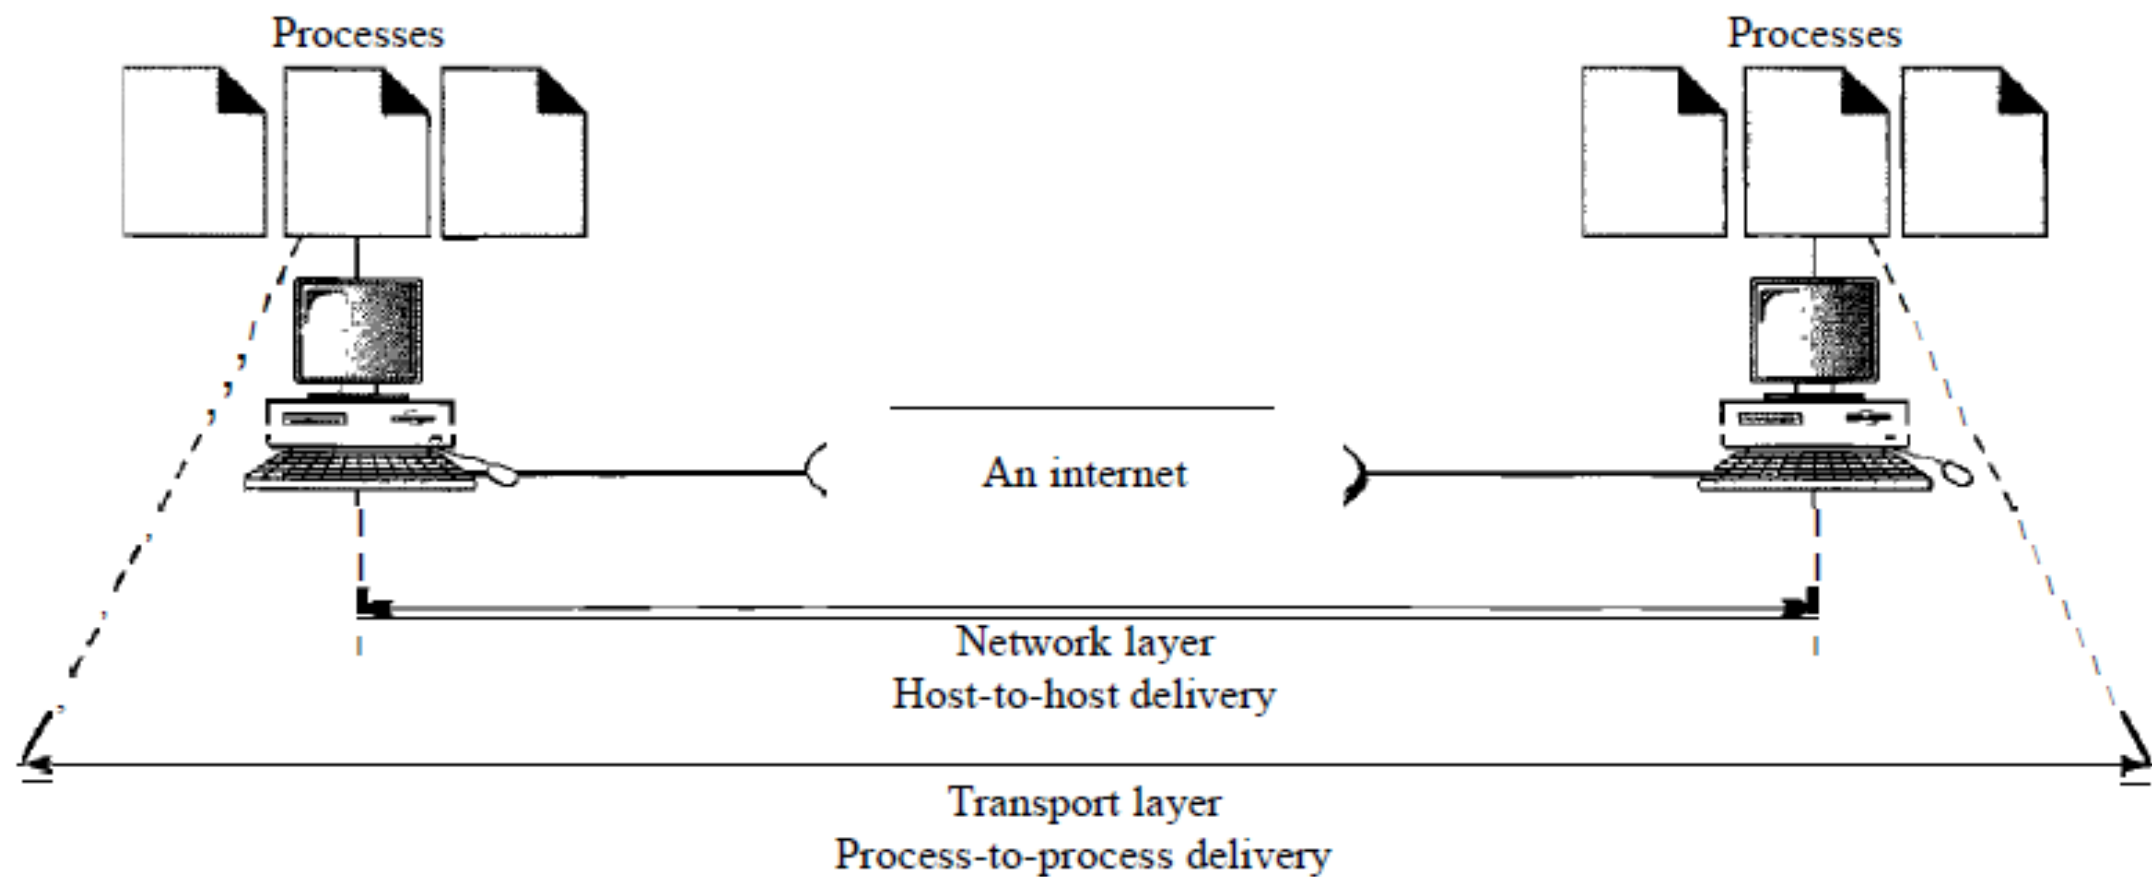 Processes
Processes
An internet
Network layer
Host-to-host delivery
Transport layer
Process-to-process delivery